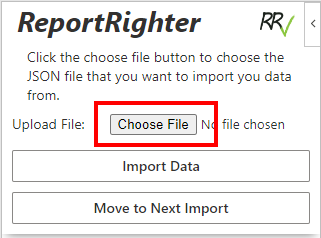 ReportRighter RR
Click the choose file button to choose the
JSON file that you want to import you data
from.
Upload File: Choose File No file chosen
Import Data
Move to Next Import